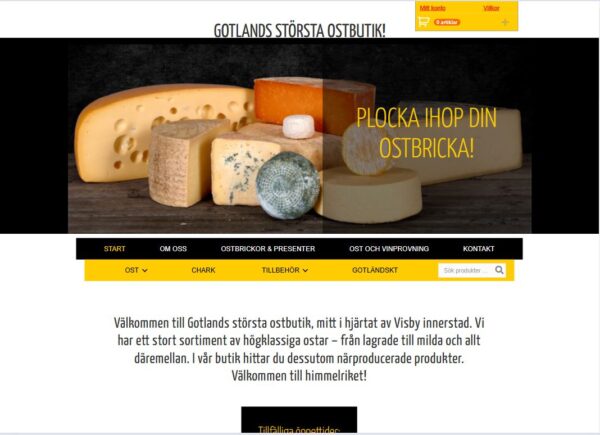 Mitt konto Villkor
0 artiklar
GOTLANDS STÖRSTA OSTBUTIK!
PLOCKA IHOP DIN
OSTBRICKA!
START OM OSS OSTBRICKOR & PRESENTER OST OCH VINPROVNING KONTAKT
OST CHARK TILLBEHÖR GOTLÄNDSKT Sök produkter ...
Välkommen till Gotlands största ostbutik, mitt i hjärtat av Visby innerstad. Vi
har ett stort sortiment av högklassiga ostar – från lagrade till milda och allt
däremellan. I vår butik hittar du dessutom närproducerade produkter.
Välkommen till himmelriket!
Tillfälliga öppettider: